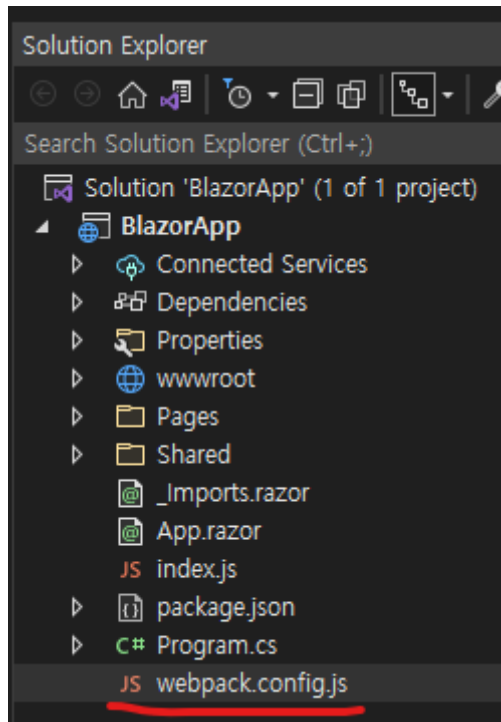 Solution Explorer
Search Solution Explorer (Ctrl+;)
Solution 'BlazorApp' (1 of 1 project)
BlazorApp
Connected Services
Dependencies
Properties
wwwroot
Pages
Shared
@ _Imports.razor
@ App.razor
JS index.js
package.json
C# Program.cs
JS webpack.config.js